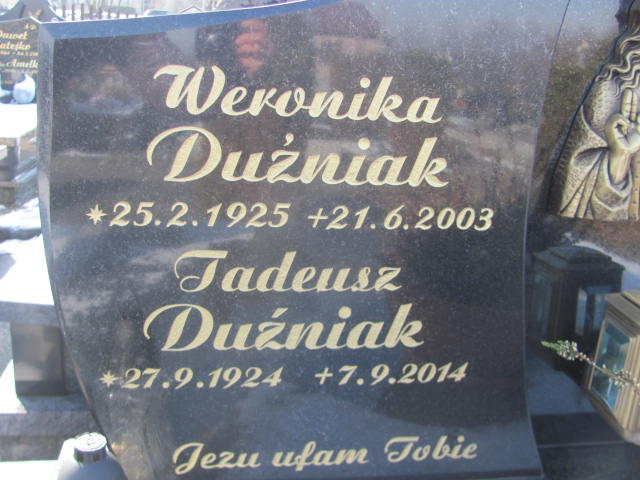 Weronika
Duźniak
*25.2.1925 +21.6.2003
Tadeusz
Duźniak
*27.9.1924 +7.9.2014
Jezu ufam Tobie